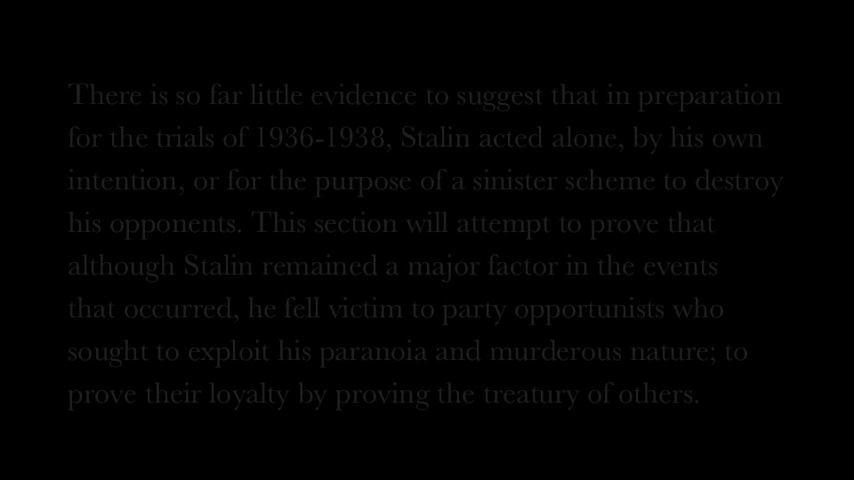 There is so far little evidence to suggest that in preparation
for the trials of 1936-1938, Stalin acted alone, by his own
intention, or for the purpose of a sinister scheme to destroy
his opponents. This section will attempt to prove that
although Stalin remained a major factor in the events
that occurred, he fell victim to party opportunists who
sought to exploit his paranoia and murderous nature; to
prove their loyalty by proving the treatury of others.